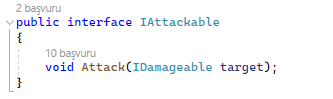 2 başvuru
public interface IAttackable
{
10 başvuru
void Attack(IDamageable target);
}